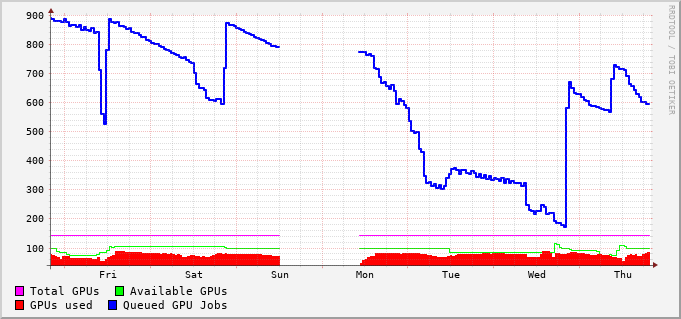 900
800
700
600
500
400
300
200
100
Fri Sat Sun Mon Tue Wed Thu
Total GPUs Available GPUs
GPUs used Queued GPU Jobs
RRDTOOL / TOBI OETIKER